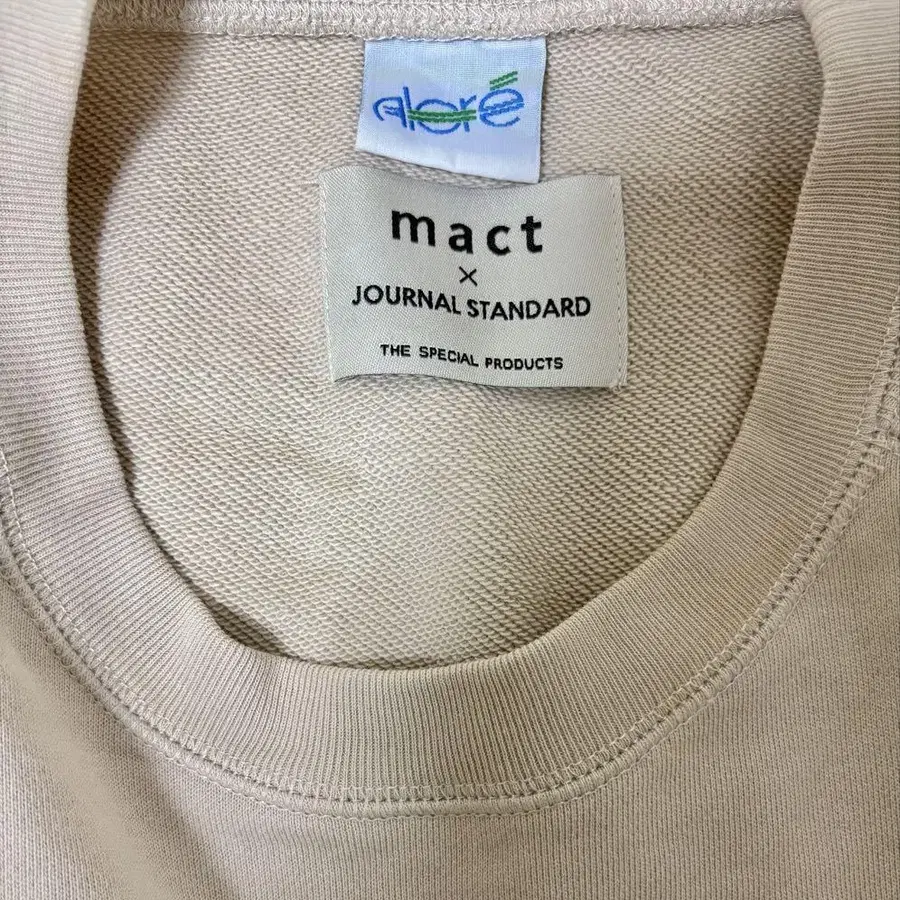 aloré
mact
×
JOURNAL STANDARD
THE SPECIAL PRODUCTS